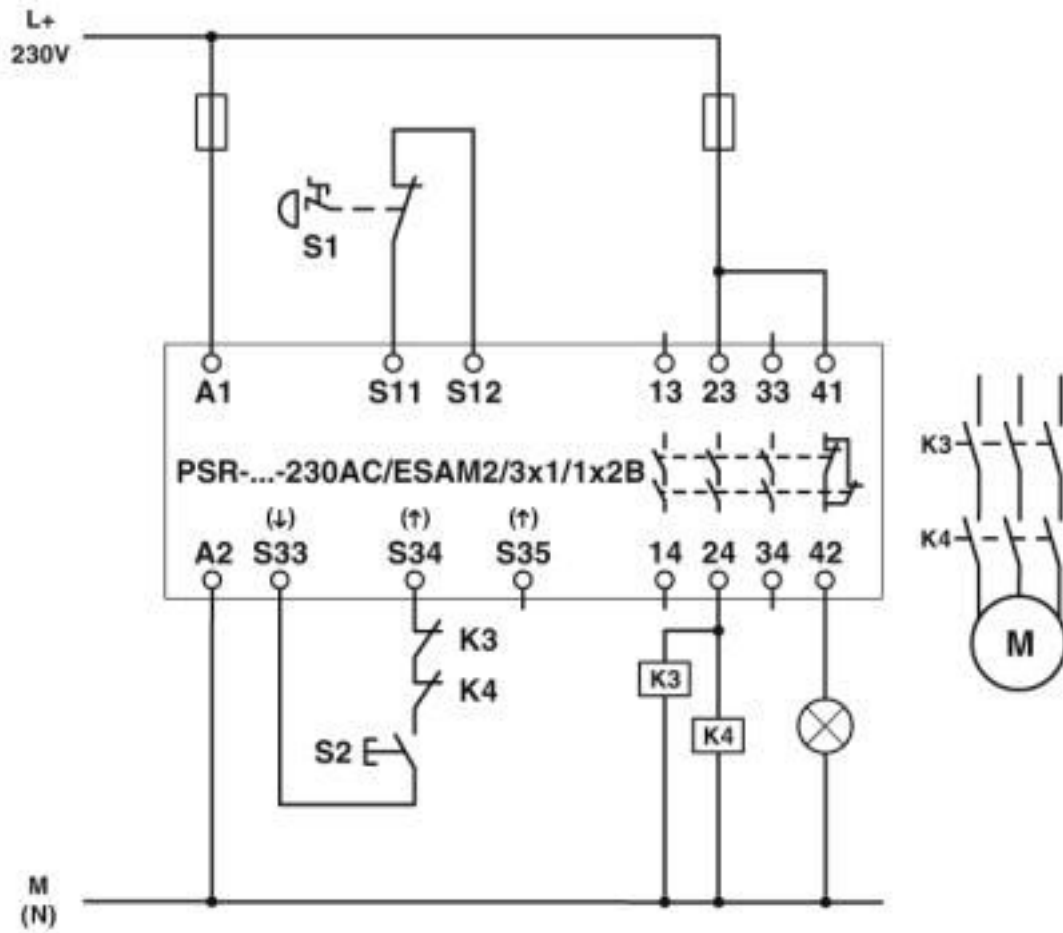 L+
230V
S1
A1 S11 S12 13 23 33 41
PSR-...-230AC/ESAM2/3x1/1x2B
(↓) (↑) (↑)
A2 S33 S34 S35 14 24 34 42
K3
K4
S2
K3
K4
K3
K4
M
M
(N)